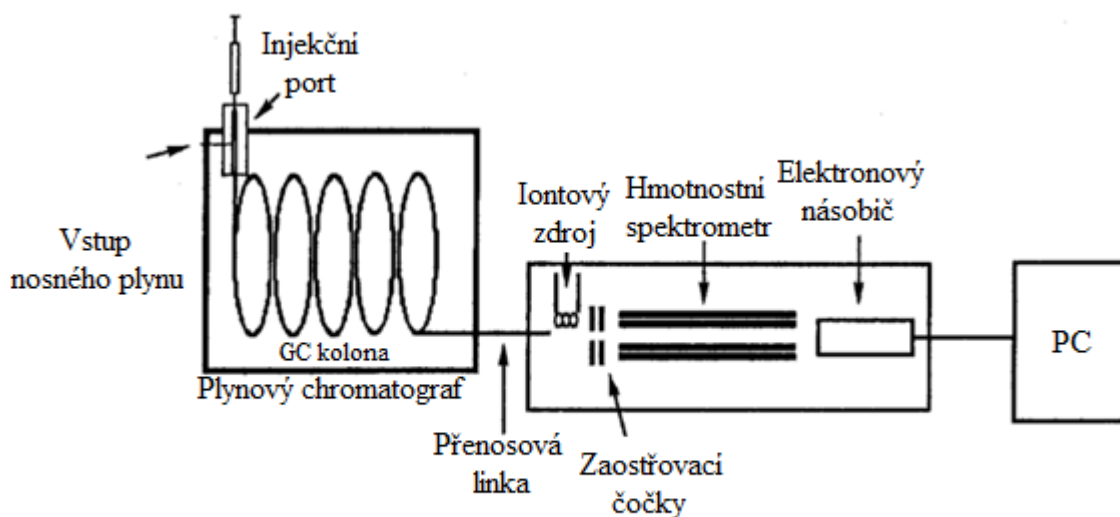 Injekční
port
Vstup
nosného plynu
GC kolona
Plynový chromatograf
Přenosová
linka
Iontový
zdroj
Hmotnostní
spektrometr
Elektronový
násobič
Zaostřovací
čočky
PC